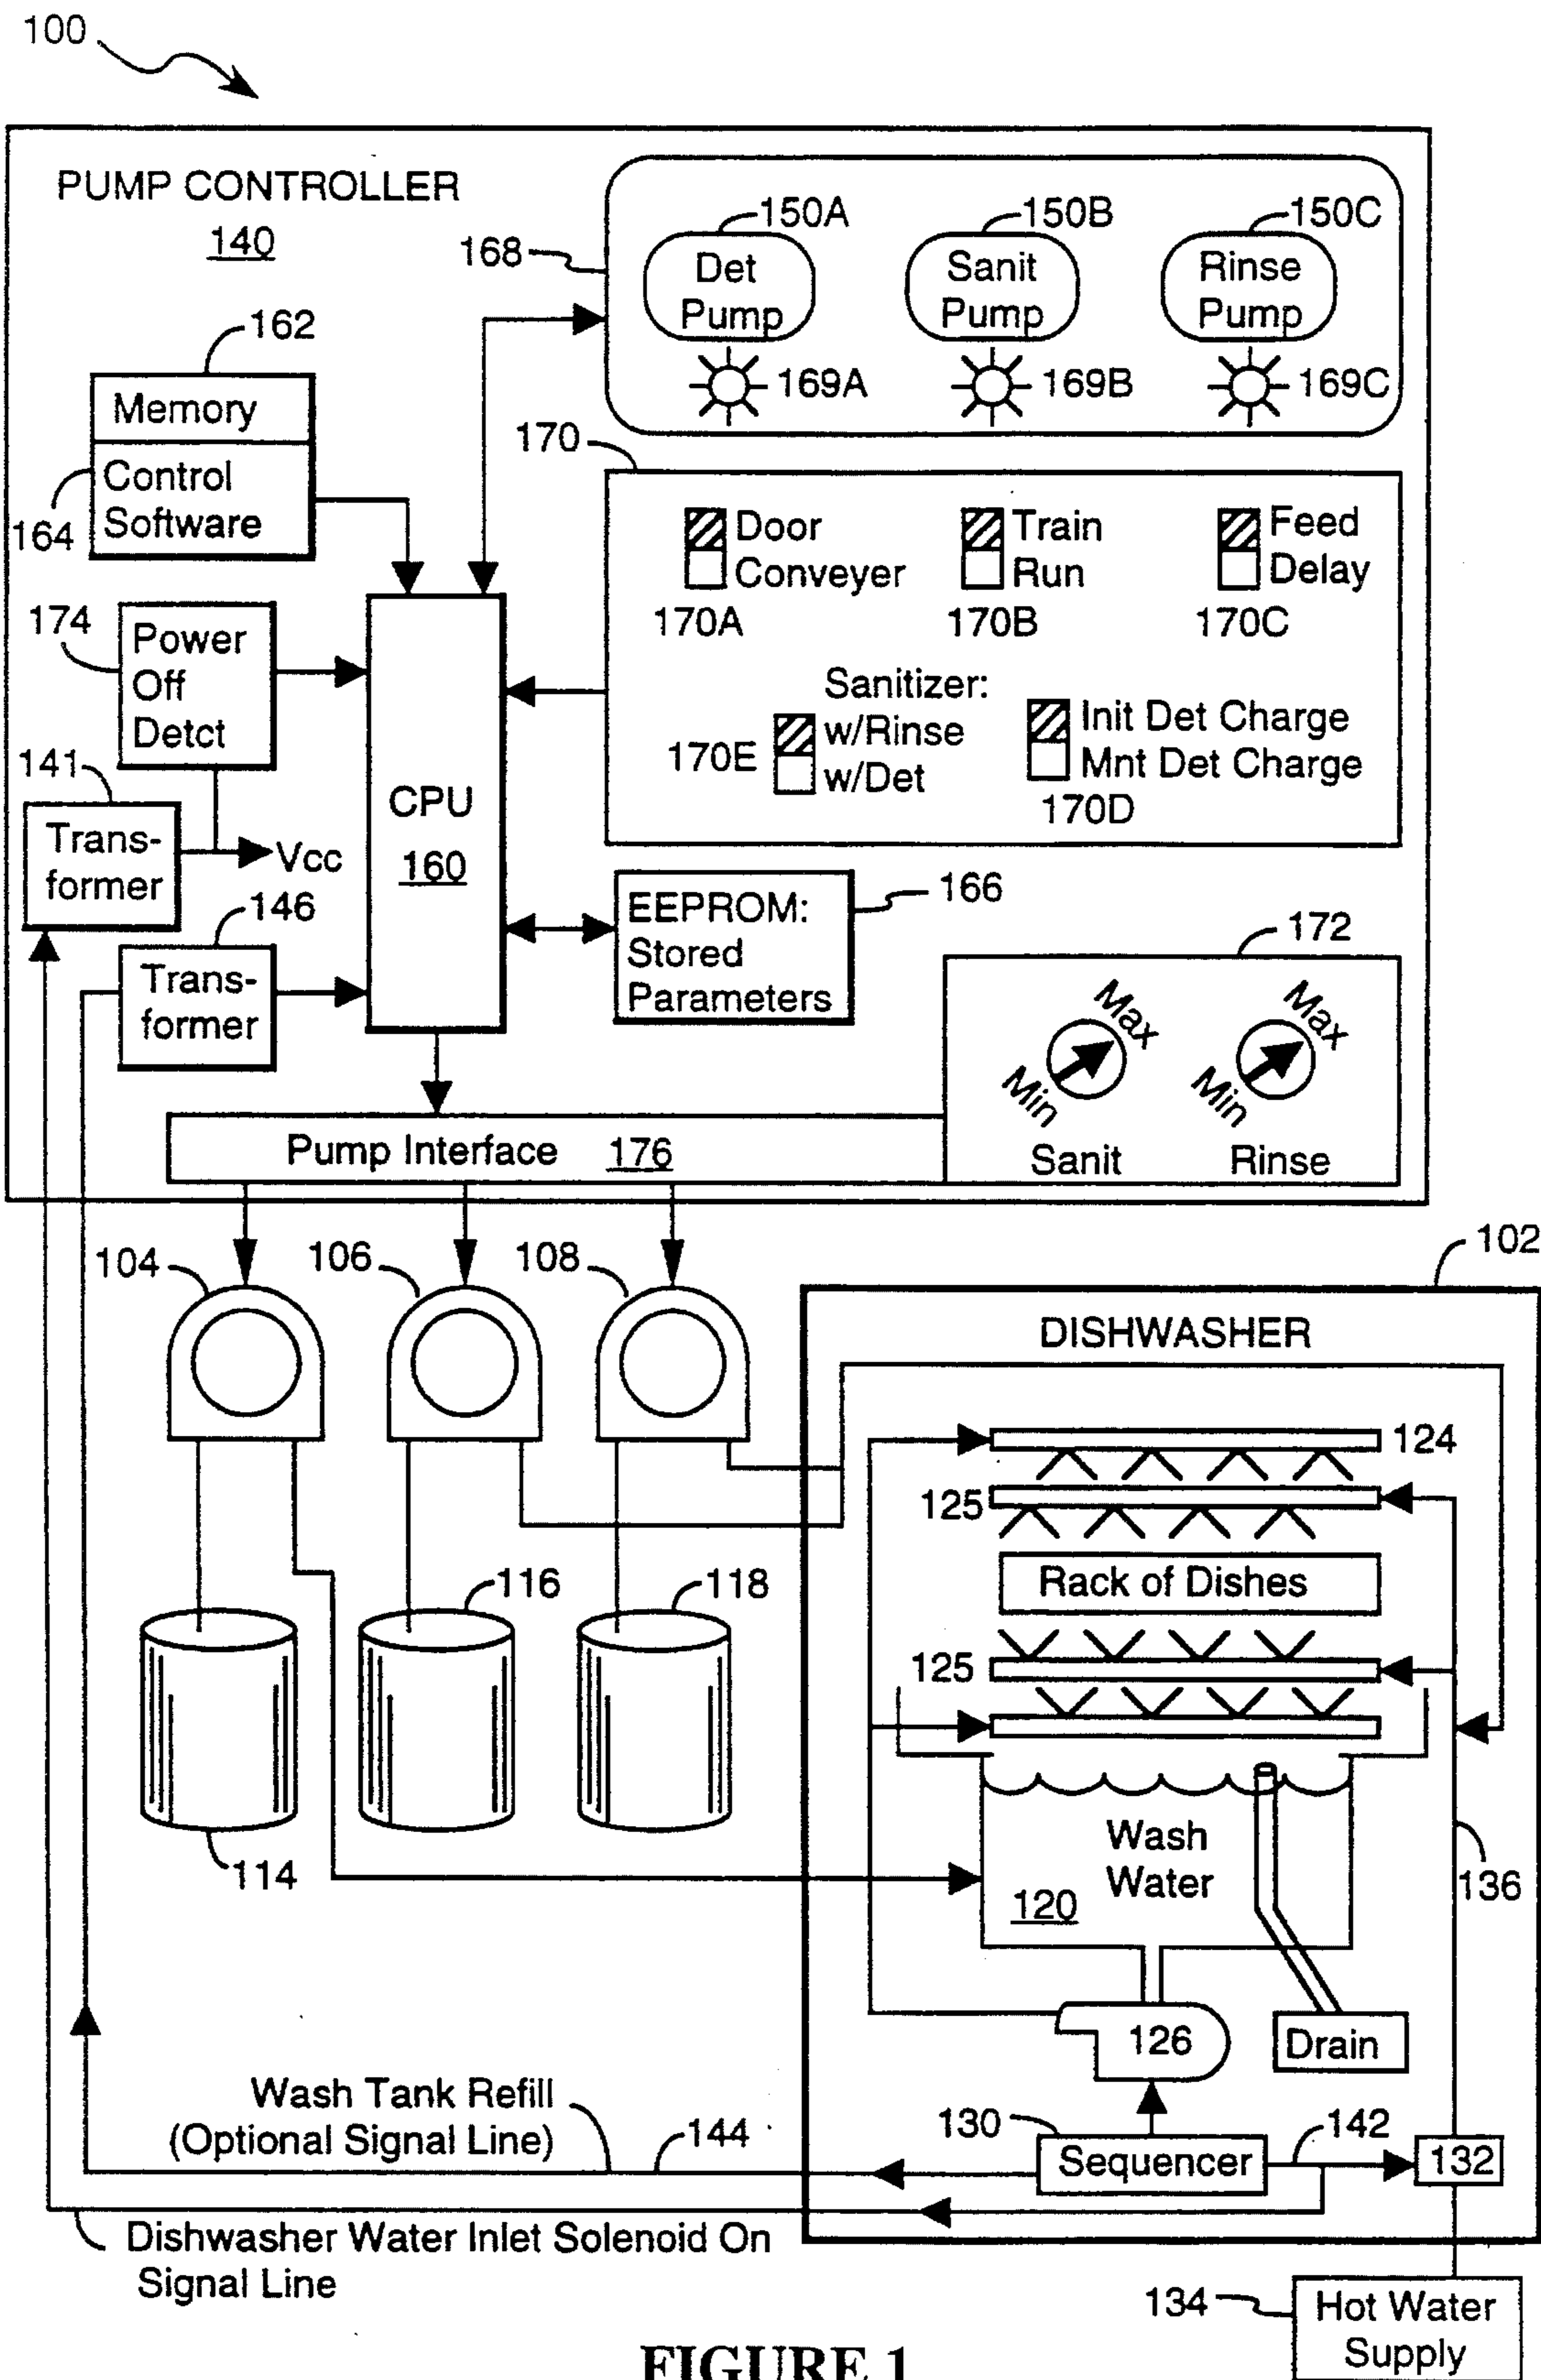 100
PUMP CONTROLLER
140
168
150A
150B
150C
Det
Pump
Sanit
Pump
Rinse
Pump
169A
169B
169C
162
Memory
Control
Software
164
170
Door
Conveyer
170A
Train
Run
170B
Feed
Delay
170C
Sanitizer:
w/Rinse
w/Det
170E
Init Det Charge
Mnt Det Charge
170D
174
Power
Off
Detct
141
Trans-
former
Vcc
146
Trans-
former
CPU
160
EEPROM:
Stored
Parameters
166
172
Max
Min
Sanit
Max
Min
Rinse
Pump Interface 176
104
106
108
102
DISHWASHER
124
125
Rack of Dishes
125
116
118
114
Wash
Water
120
136
126
Drain
Wash Tank Refill
(Optional Signal Line)
144
130
Sequencer
142
132
Dishwasher Water Inlet Solenoid On
Signal Line
134
Hot Water
Supply
FIGURE 1